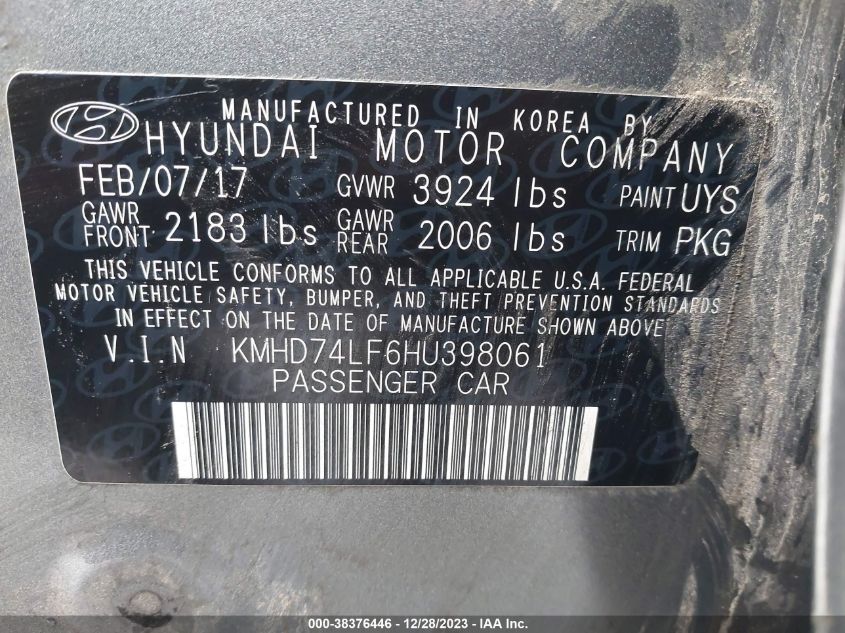 MANUFACTURED IN KOREA BY
HYUNDAI MOTOR COMPANY
FEB/07/17 GVWR 3924 lbs PAINT UYS
GAWR FRONT 2183 lbs GAWR REAR 2006 lbs TRIM PKG
THIS VEHICLE CONFORMS TO ALL APPLICABLE U.S.A. FEDERAL
MOTOR VEHICLE SAFETY, BUMPER, AND THEFT PREVENTION STANDARDS
IN EFFECT ON THE DATE OF MANUFACTURE SHOWN ABOVE
VIN KMHD74LF6HU398061
PASSENGER CAR
000-38376446 - 12/28/2023 - IAA Inc.